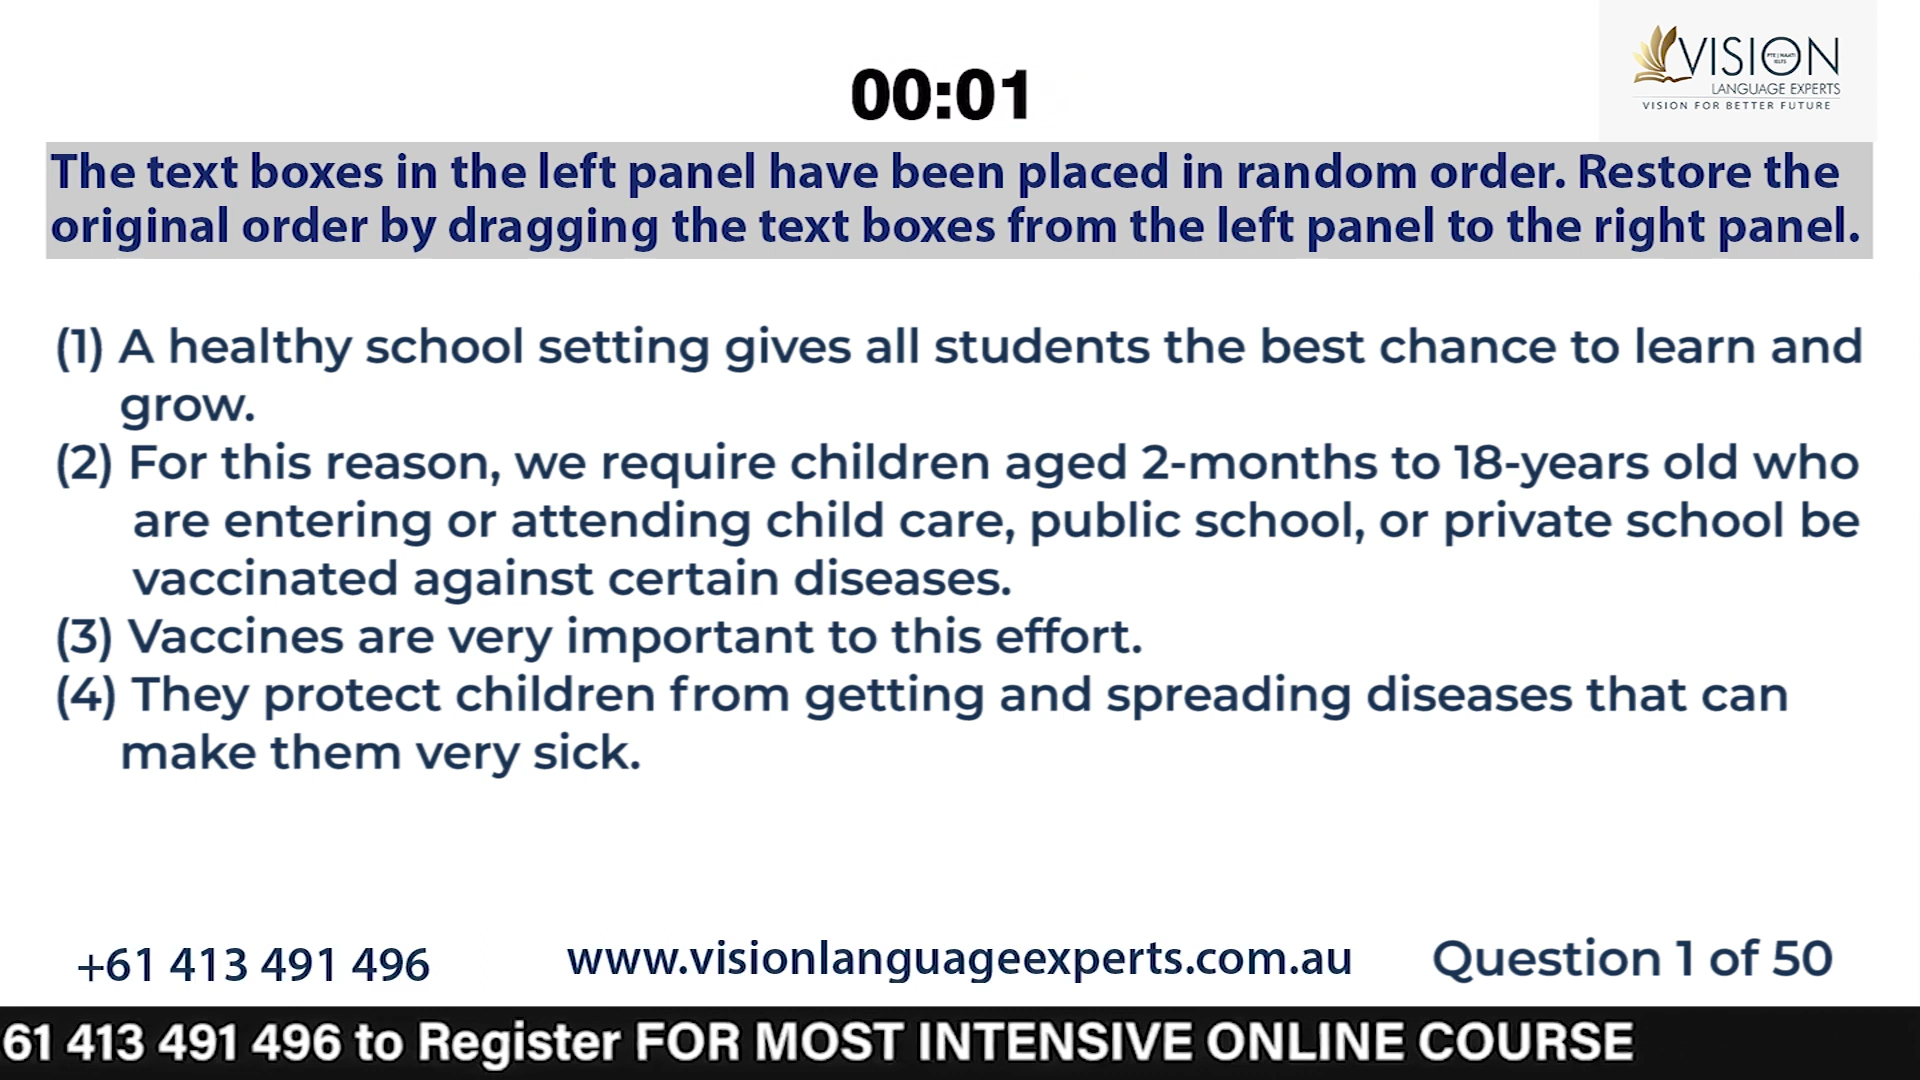 VISION
PTE | NAATI
IELTS
LANGUAGE EXPERTS
VISION FOR BETTER FUTURE
00:01
The text boxes in the left panel have been placed in random order. Restore the
original order by dragging the text boxes from the left panel to the right panel.
(1) A healthy school setting gives all students the best chance to learn and
grow.
(2) For this reason, we require children aged 2-months to 18-years old who
are entering or attending child care, public school, or private school be
vaccinated against certain diseases.
(3) Vaccines are very important to this effort.
(4) They protect children from getting and spreading diseases that can
make them very sick.
+61 413 491 496
www.visionlanguageexperts.com.au
Question 1 of 50
61 413 491 496 to Register FOR MOST INTENSIVE ONLINE COURSE